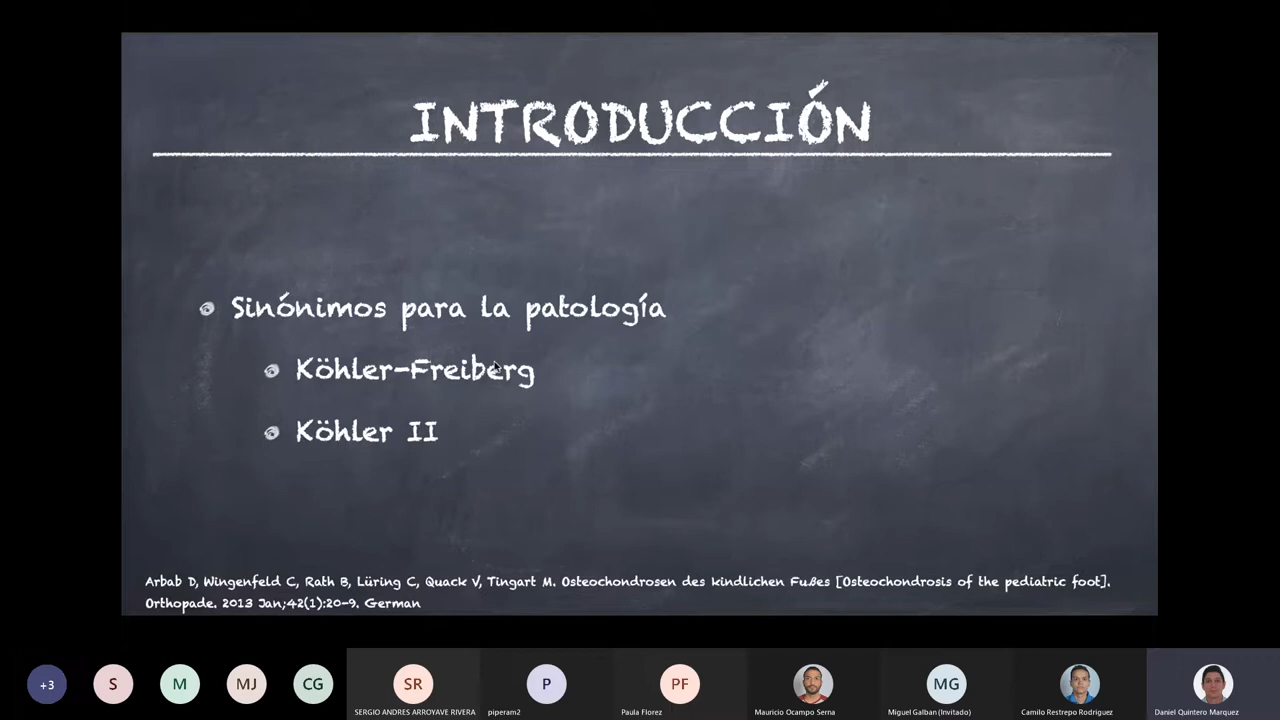 INTRODUCCIÓN
Sinónimos para la patología
Köhler-Freiberg
Köhler II
Arbab D, Wingenfeld C, Rath B, Lüring C, Quack V, Tingart M. Osteochondrosen des kindlichen Fußes [Osteochondrosis of the pediatric foot].
Orthopade. 2013 Jan;42(1):20-9. German
+3 S M MJ CG SR P PF MG
SERGIO ANDRES ARROYAVE RIVERA piperam2 Paula Florez Mauricio Ocampo Serna Miguel Galban (Invitado) Camilo Restrepo Rodriguez Daniel Quintero Marquez